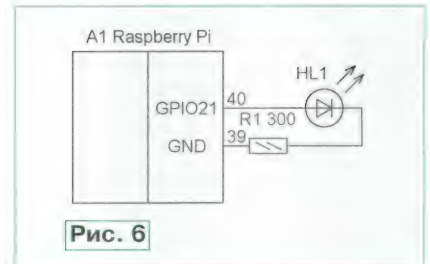 A1 Raspberry Pi
HL1
GPIO21
40
R1 300
GND
39
Рис. 6